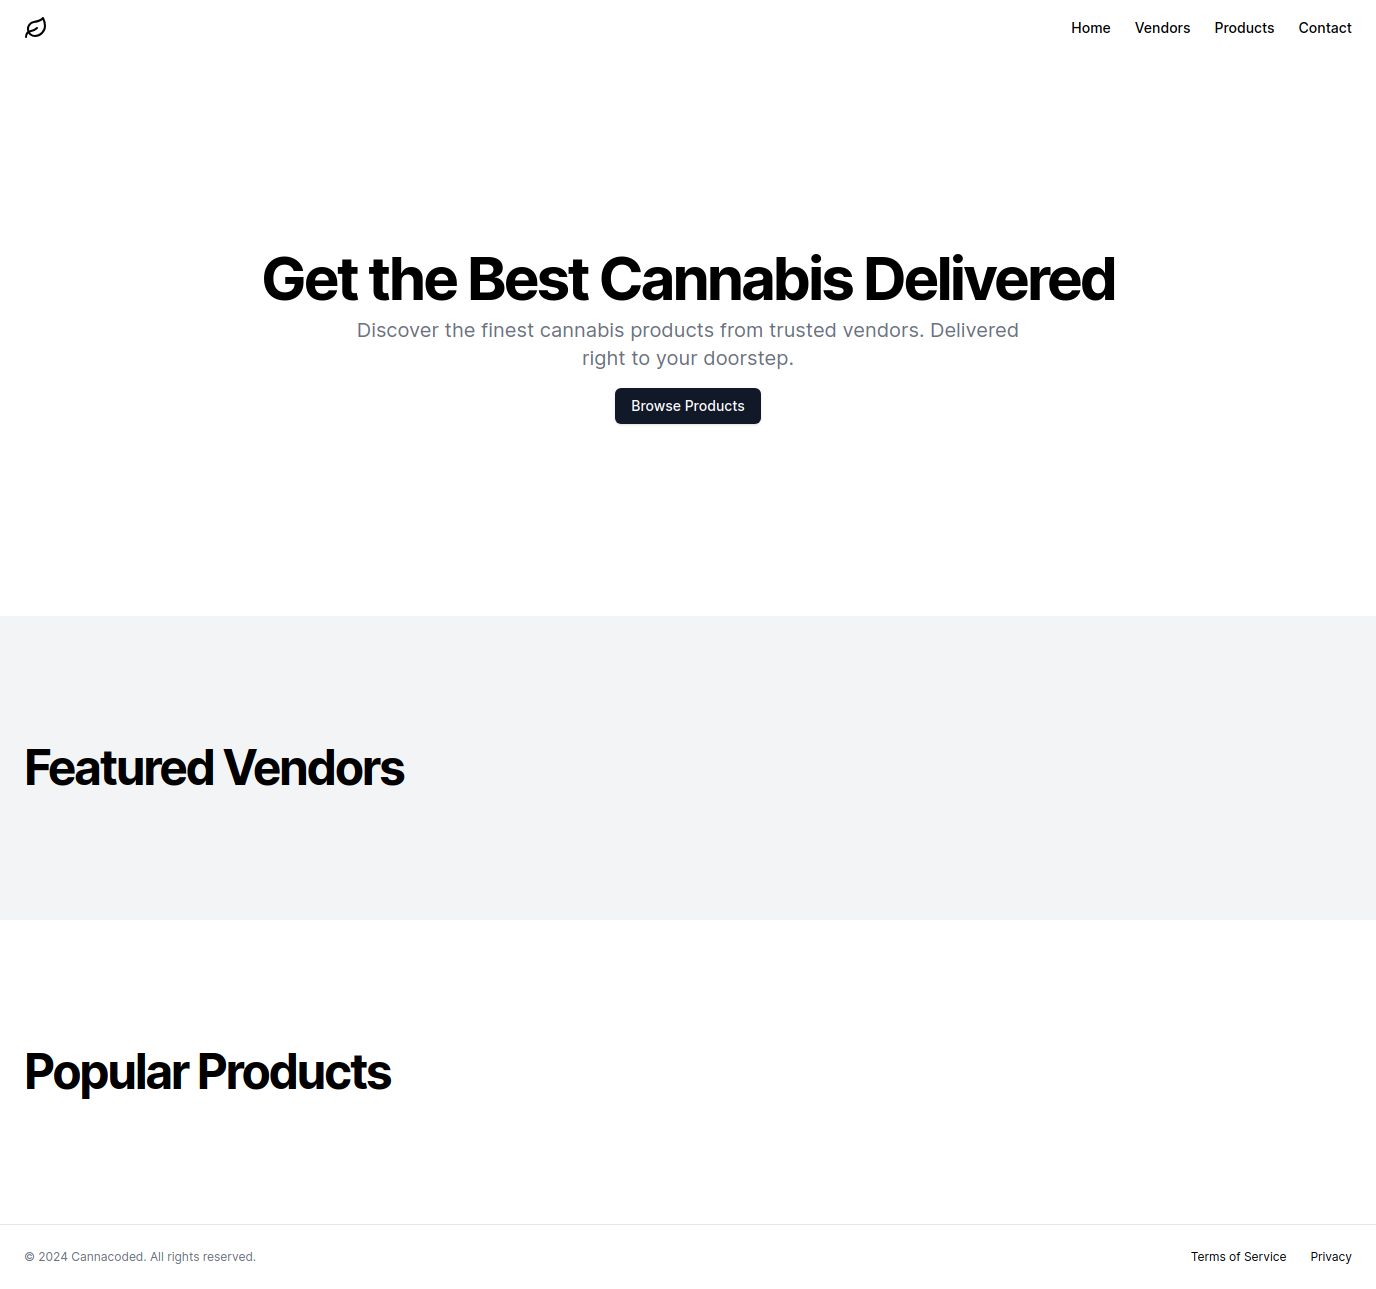 Home Vendors Products Contact
Get the Best Cannabis Delivered
Discover the finest cannabis products from trusted vendors. Delivered
right to your doorstep.
Browse Products
Featured Vendors
Popular Products
© 2024 Cannacoded. All rights reserved.
Terms of Service Privacy